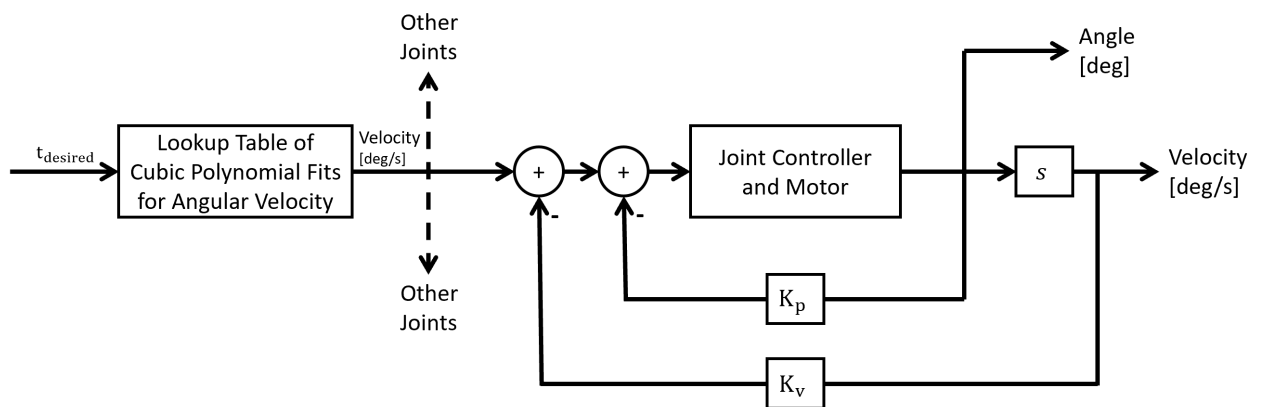 Other
Joints
Angle
[deg]
t_desired
Lookup Table of
Cubic Polynomial Fits
for Angular Velocity
Velocity
[deg/s]
+
-
+
-
Joint Controller
and Motor
s
Velocity
[deg/s]
Other
Joints
K_p
K_v